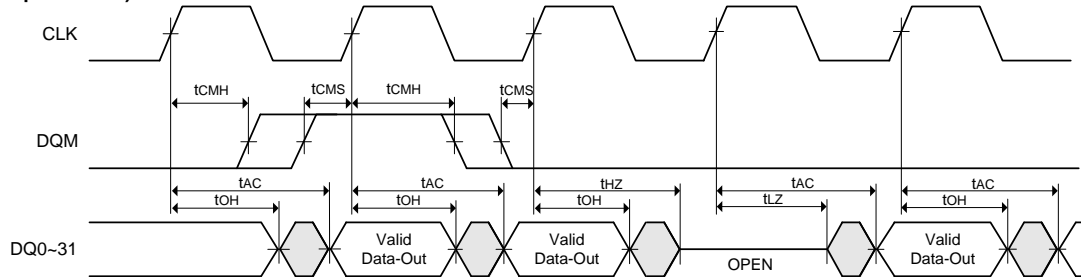 CLK
tCMH tCMS tCMH tCMS
DQM
tAC tAC tHZ tAC
tOH tOH tOH tLZ tOH
DQ0~31
Valid
Data-Out
Valid
Data-Out
OPEN
Valid
Data-Out